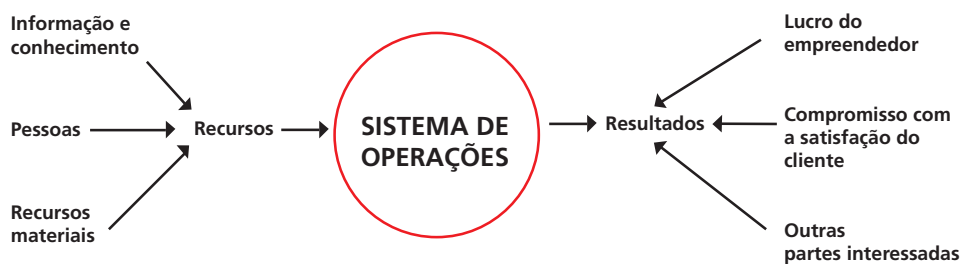 Informação e
conhecimento
Pessoas
Recursos
materiais
Recursos
SISTEMA DE
OPERAÇÕES
Resultados
Lucro do
empreendedor
Compromisso com
a satisfação do
cliente
Outras
partes interessadas